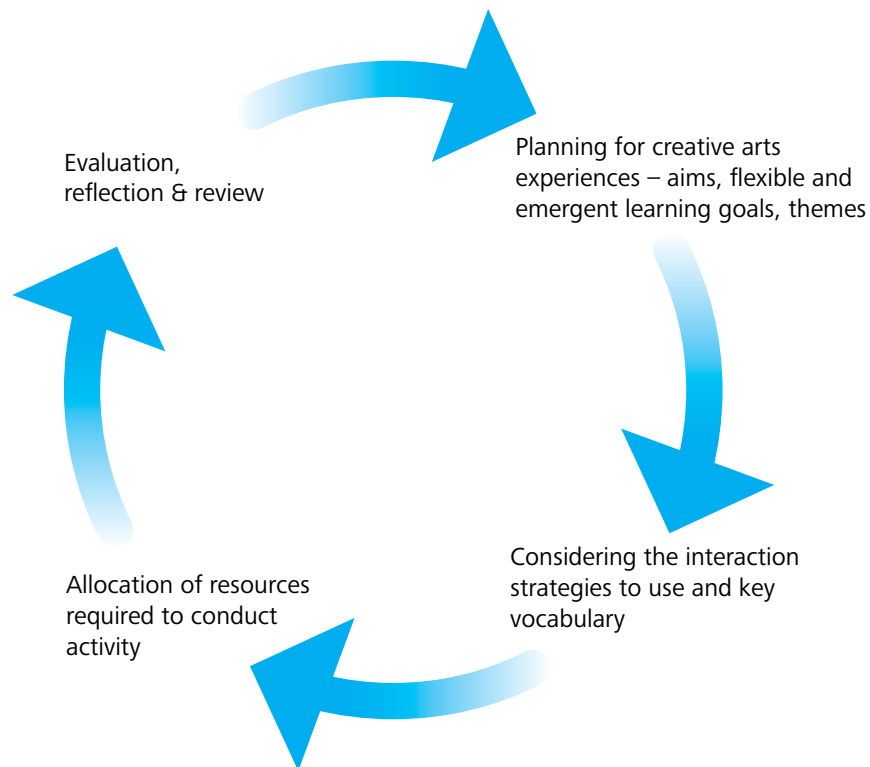 Evaluation,
reflection & review
Planning for creative arts
experiences – aims, flexible and
emergent learning goals, themes
Considering the interaction
strategies to use and key
vocabulary
Allocation of resources
required to conduct
activity